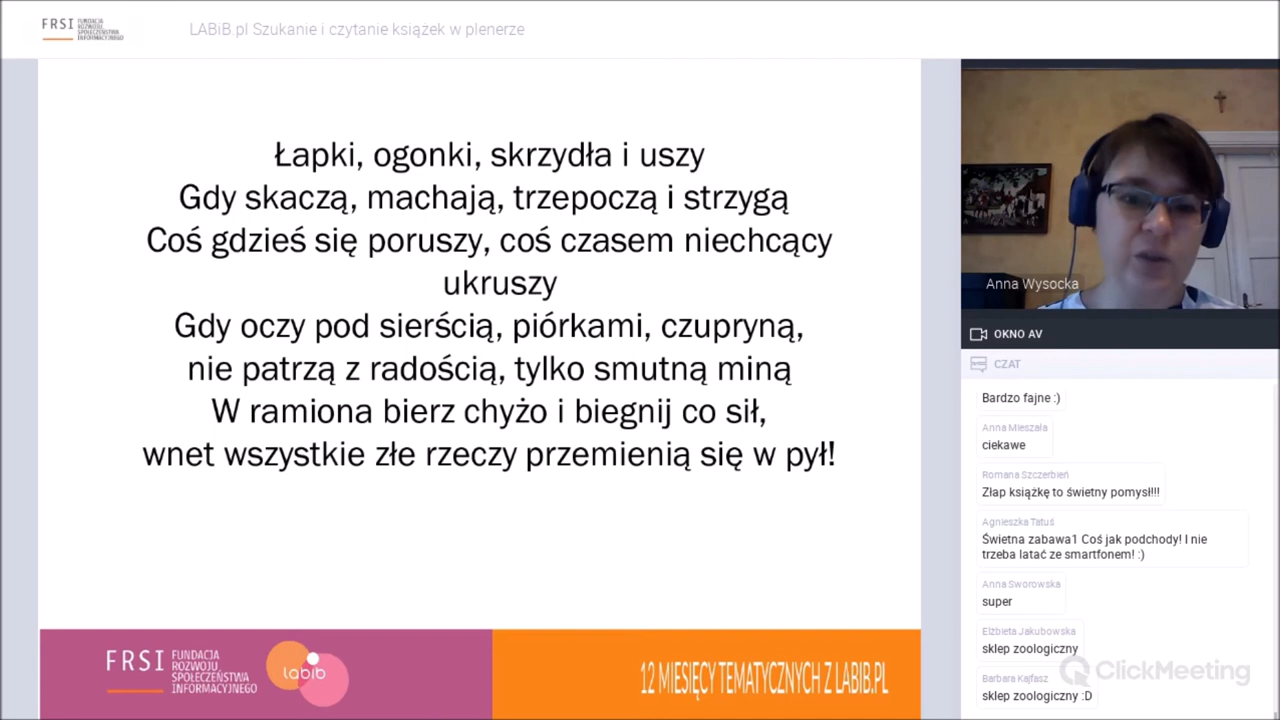 FRSI FUNDACJA ROZWOJU SPOŁECZEŃSTWA INFORMACYJNEGO
LABiB.pl Szukanie i czytanie książek w plenerze
Łapki, ogonki, skrzydła i uszy
Gdy skaczą, machają, trzepoczą i strzygą
Coś gdzieś się poruszy, coś czasem niechcący
ukruszy
Gdy oczy pod sierścią, piórkami, czupryną,
nie patrzą z radością, tylko smutną miną
W ramiona bierz chyżo i biegnij co sił,
wnet wszystkie złe rzeczy przemienią się w pył!
FRSI
FUNDACJA
ROZWOJU
SPOŁECZEŃSTWA
INFORMACYJNEGO
labib
12 MIESIĘCY TEMATYCZNYCH Z LABIB.PL
Anna Wysocka
OKNO AV
CZAT
Bardzo fajne :)
Anna Mieszała
ciekawe
Romana Szczerbień
Złap książkę to świetny pomysł!!!
Agnieszka Tatuś
Świetna zabawa1 Coś jak podchody! I nie
trzeba latać ze smartfonem! :)
Anna Sworowska
super
Elżbieta Jakubowska
sklep zoologiczny
Barbara Kajfasz
sklep zoologiczny :D
ClickMeeting